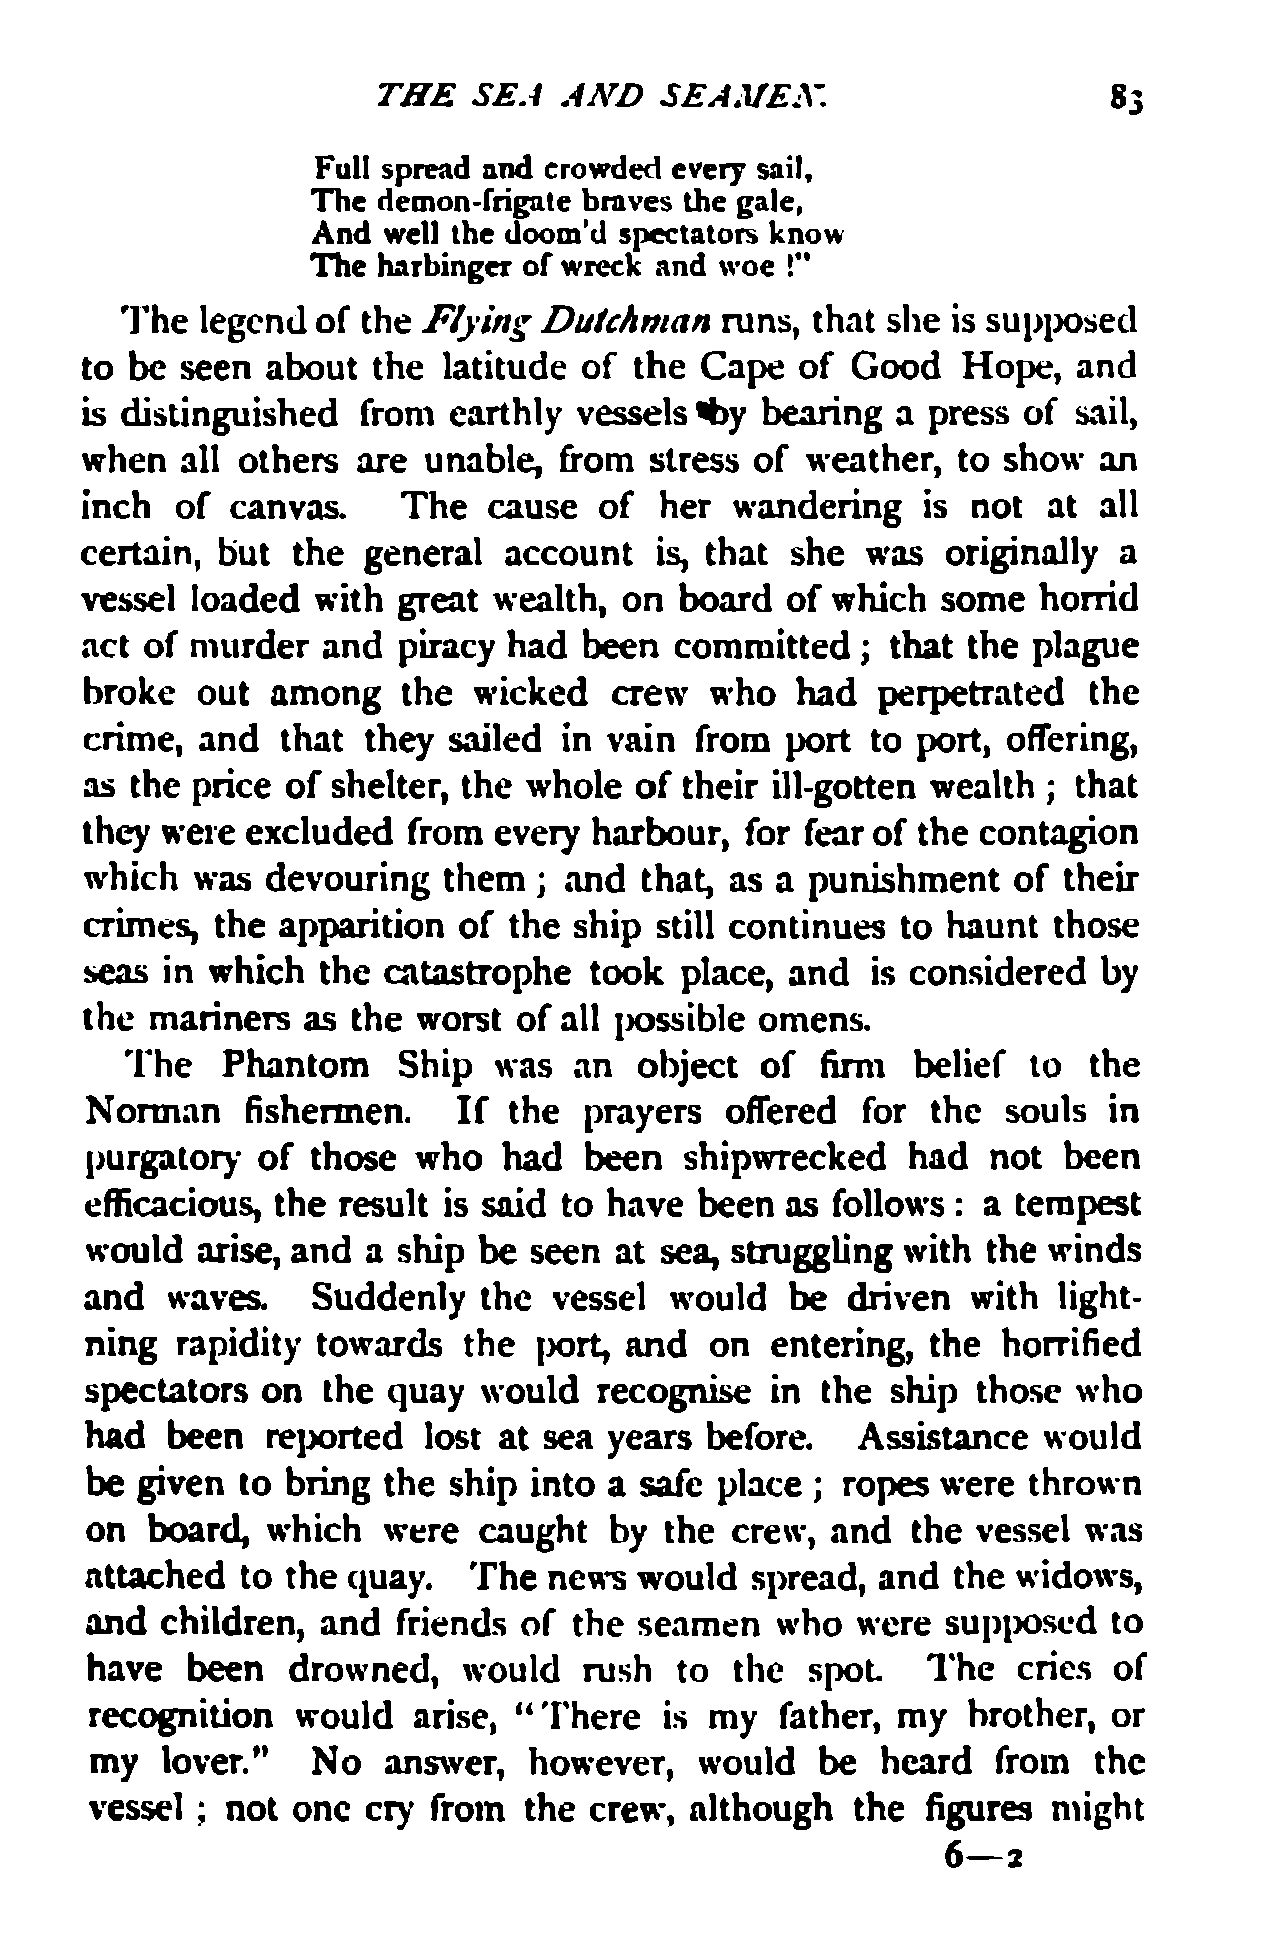 THE SEA AND SEAMEN. 83
Full spread and crowded every sail,
The demon-frigate braves the gale,
And well the doom'd spectators know
The harbinger of wreck and woe !"
The legend of the Flying Dutchman runs, that she is supposed
to be seen about the latitude of the Cape of Good Hope, and
is distinguished from earthly vessels by bearing a press of sail,
when all others are unable, from stress of weather, to show an
inch of canvas. The cause of her wandering is not at all
certain, but the general account is, that she was originally a
vessel loaded with great wealth, on board of which some horrid
act of murder and piracy had been committed ; that the plague
broke out among the wicked crew who had perpetrated the
crime, and that they sailed in vain from port to port, offering,
as the price of shelter, the whole of their ill-gotten wealth ; that
they were excluded from every harbour, for fear of the contagion
which was devouring them ; and that, as a punishment of their
crimes, the apparition of the ship still continues to haunt those
seas in which the catastrophe took place, and is considered by
the mariners as the worst of all possible omens.
The Phantom Ship was an object of firm belief to the
Norman fishermen. If the prayers offered for the souls in
purgatory of those who had been shipwrecked had not been
efficacious, the result is said to have been as follows : a tempest
would arise, and a ship be seen at sea, struggling with the winds
and waves. Suddenly the vessel would be driven with light-
ning rapidity towards the port, and on entering, the horrified
spectators on the quay would recognise in the ship those who
had been reported lost at sea years before. Assistance would
be given to bring the ship into a safe place ; ropes were thrown
on board, which were caught by the crew, and the vessel was
attached to the quay. The news would spread, and the widows,
and children, and friends of the seamen who were supposed to
have been drowned, would rush to the spot. The cries of
recognition would arise, "There is my father, my brother, or
my lover." No answer, however, would be heard from the
vessel ; not one cry from the crew, although the figures might
6—2